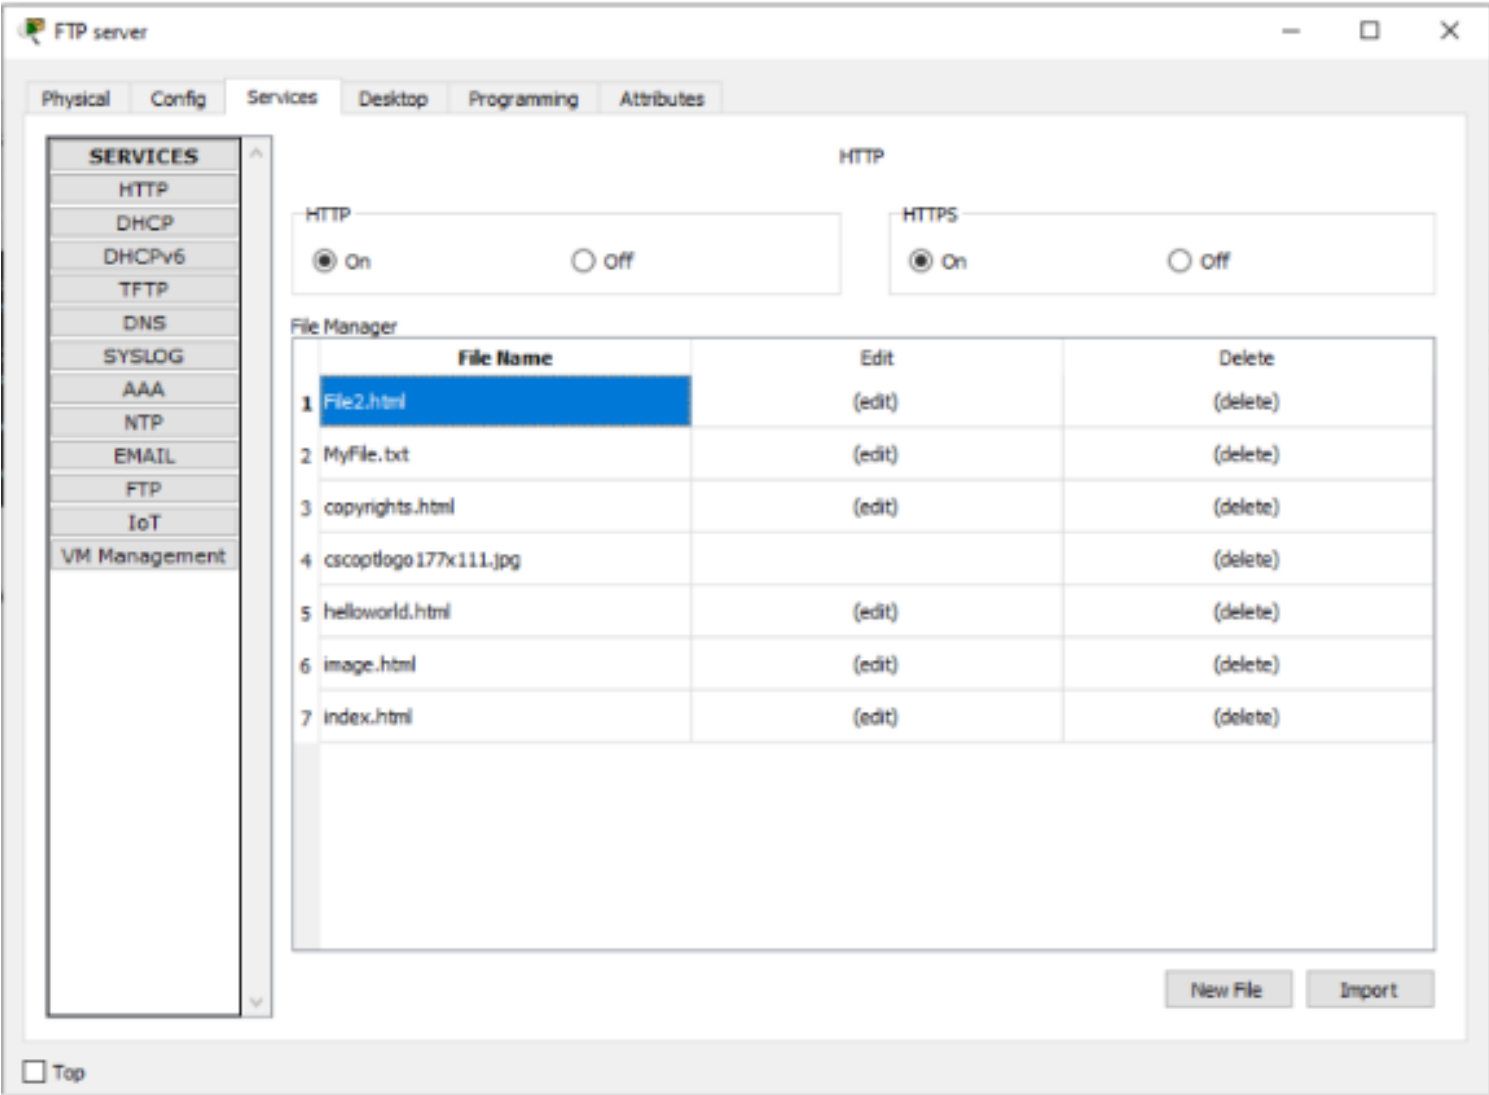 FTP server
Physical Config Services Desktop Programming Attributes
SERVICES
HTTP
DHCP
DHCPv6
TFTP
DNS
SYSLOG
AAA
NTP
EMAIL
FTP
IoT
VM Management
HTTP
HTTP
On Off
HTTPS
On Off
File Manager
File Name Edit Delete
1 File2.html (edit) (delete)
2 MyFile.txt (edit) (delete)
3 copyrights.html (edit) (delete)
4 cscoptlogo177x111.jpg (delete)
5 helloworld.html (edit) (delete)
6 image.html (edit) (delete)
7 index.html (edit) (delete)
New File Import
Top